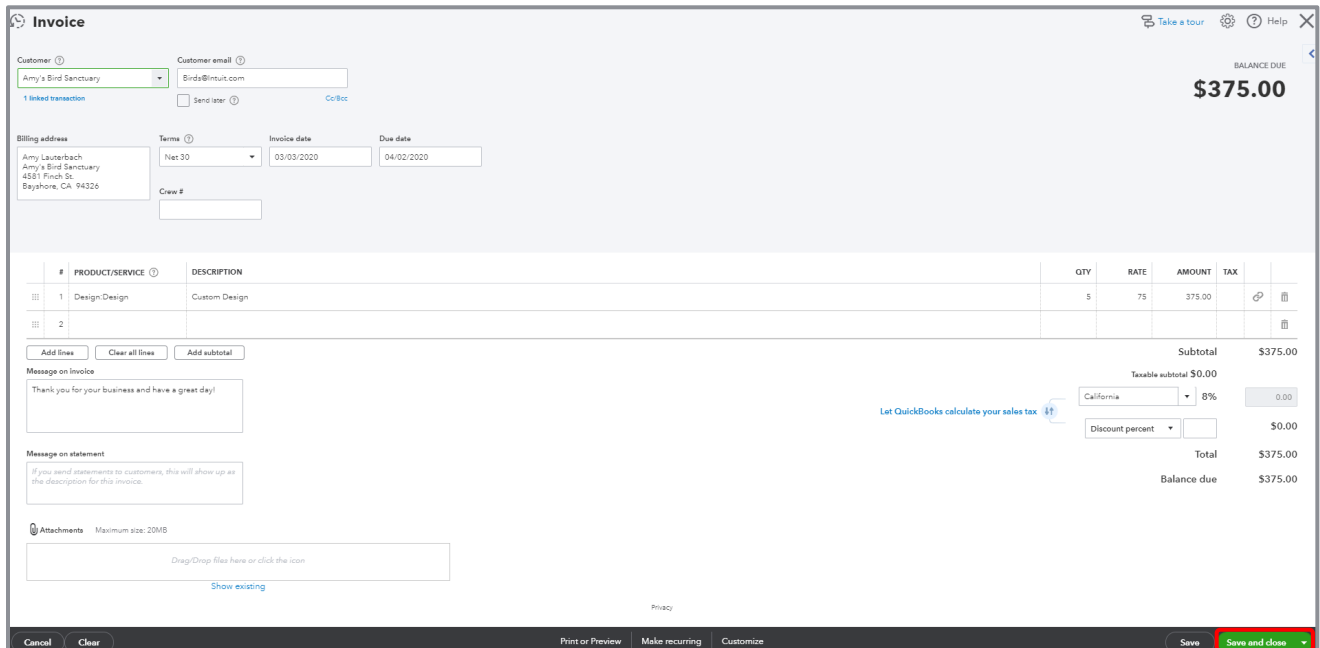 Invoice
Take a tour
Help
Customer
Customer email
BALANCE DUE
Amy's Bird Sanctuary
Birds@Intuit.com
$375.00
1 linked transaction
Send later
Cc/Bcc
Billing address
Terms
Invoice date
Due date
Amy Lauterbach
Amy's Bird Sanctuary
4581 Finch St.
Bayshore, CA 94326
Net 30
03/03/2020
04/02/2020
Crew #
# PRODUCT/SERVICE DESCRIPTION QTY RATE AMOUNT TAX
1 Design:Design Custom Design 5 75 375.00
2
Add lines
Clear all lines
Add subtotal
Subtotal $375.00
Message on invoice
Taxable subtotal $0.00
Thank you for your business and have a great day!
California 8% 0.00
Let QuickBooks calculate your sales tax
Discount percent $0.00
Message on statement
Total $375.00
If you send statements to customers, this will show up as
the description for this invoice.
Balance due $375.00
Attachments Maximum size: 20MB
Drag/Drop files here or click the icon
Show existing
Privacy
Cancel
Clear
Print or Preview
Make recurring
Customize
Save
Save and close